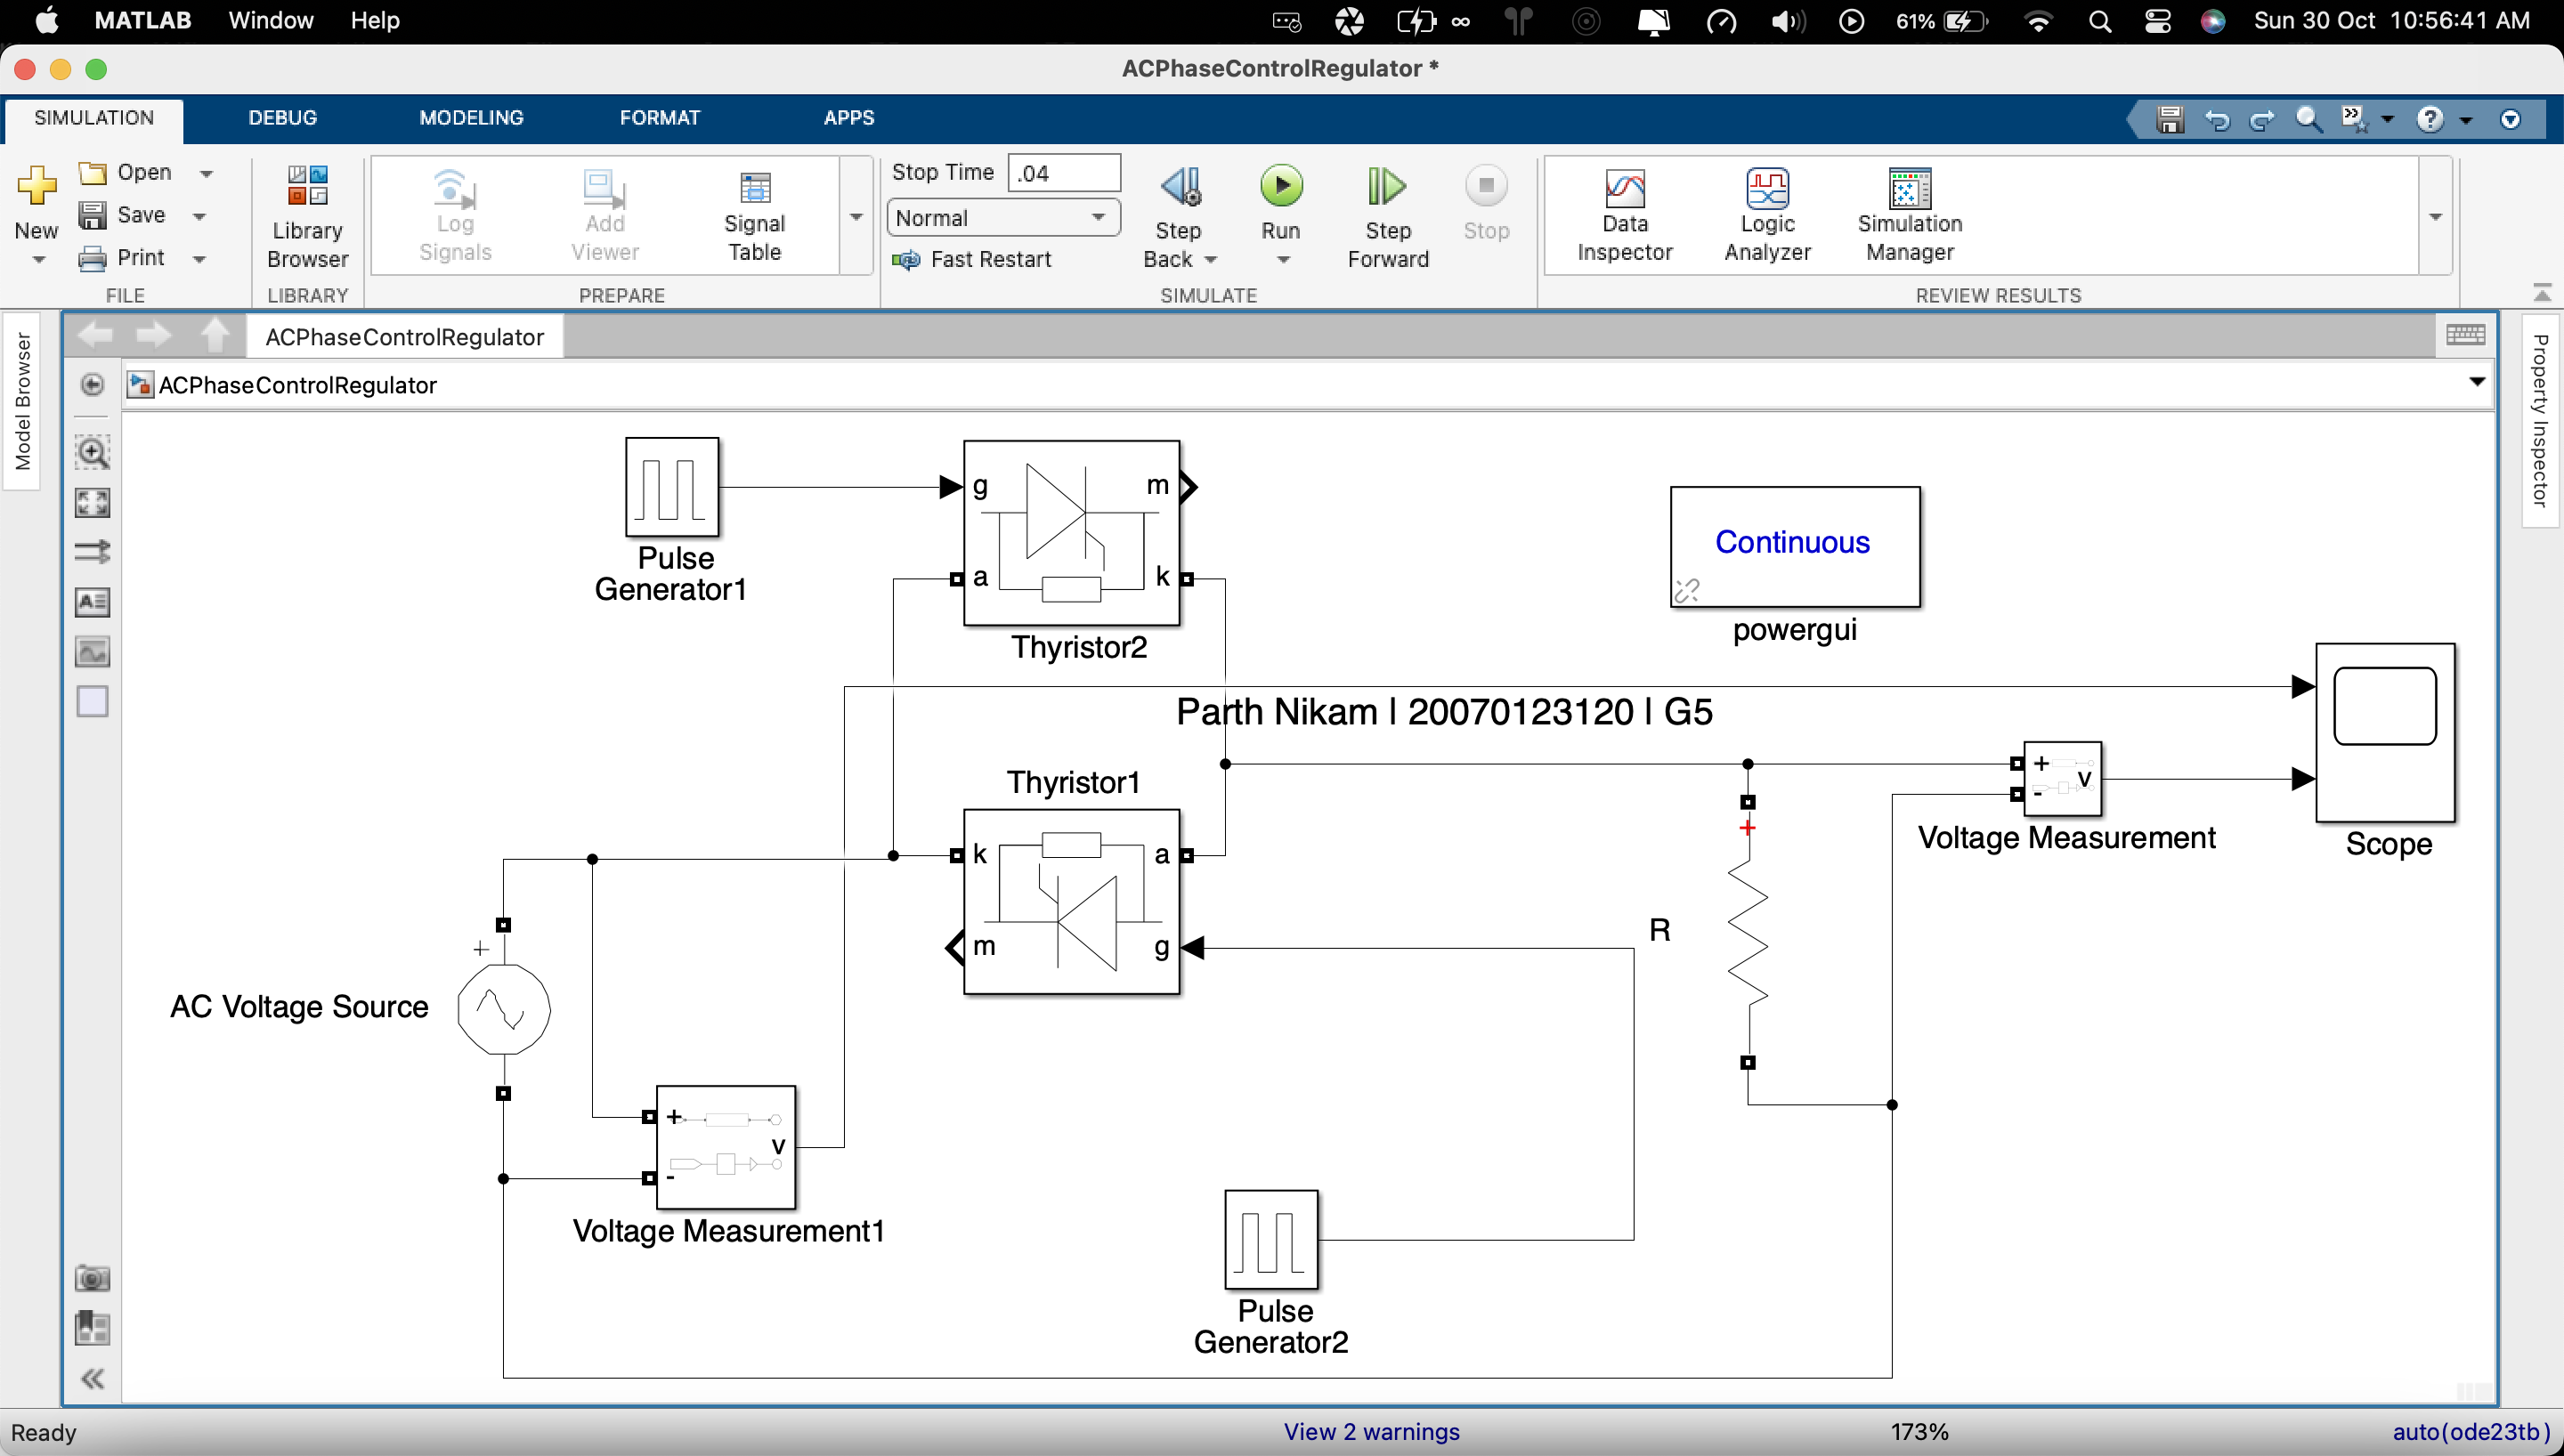 MATLAB Window Help 61% Sun 30 Oct 10:56:41 AM
ACPhaseControlRegulator *
SIMULATION DEBUG MODELING FORMAT APPS
New
Open
Save
Print
FILE
Library
Browser
LIBRARY
Log
Signals
Add
Viewer
Signal
Table
PREPARE
Stop Time .04
Normal
Fast Restart
Step
Back
Run
Step
Forward
Stop
SIMULATE
Data
Inspector
Logic
Analyzer
Simulation
Manager
REVIEW RESULTS
Model Browser
ACPhaseControlRegulator
ACPhaseControlRegulator
Property Inspector
Pulse
Generator1
g m
a k
Thyristor2
Continuous
powergui
Parth Nikam | 20070123120 | G5
Thyristor1
k a
m g
+
-
v
Voltage Measurement
Scope
R
+
+
AC Voltage Source
+
-
v
Voltage Measurement1
Pulse
Generator2
Ready View 2 warnings 173% auto(ode23tb)